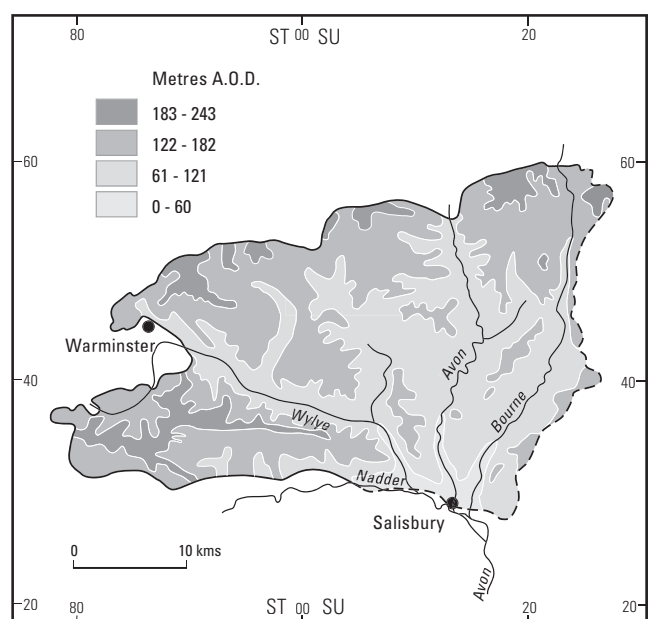 80
ST 00 SU
20
Metres A.O.D.
183 - 243
122 - 182
61 - 121
0 - 60
60
60
Warminster
Avon
40
40
Bourne
Wylye
Nadder
Salisbury
0
10 kms
Avon
20
80
ST 00 SU
20
20